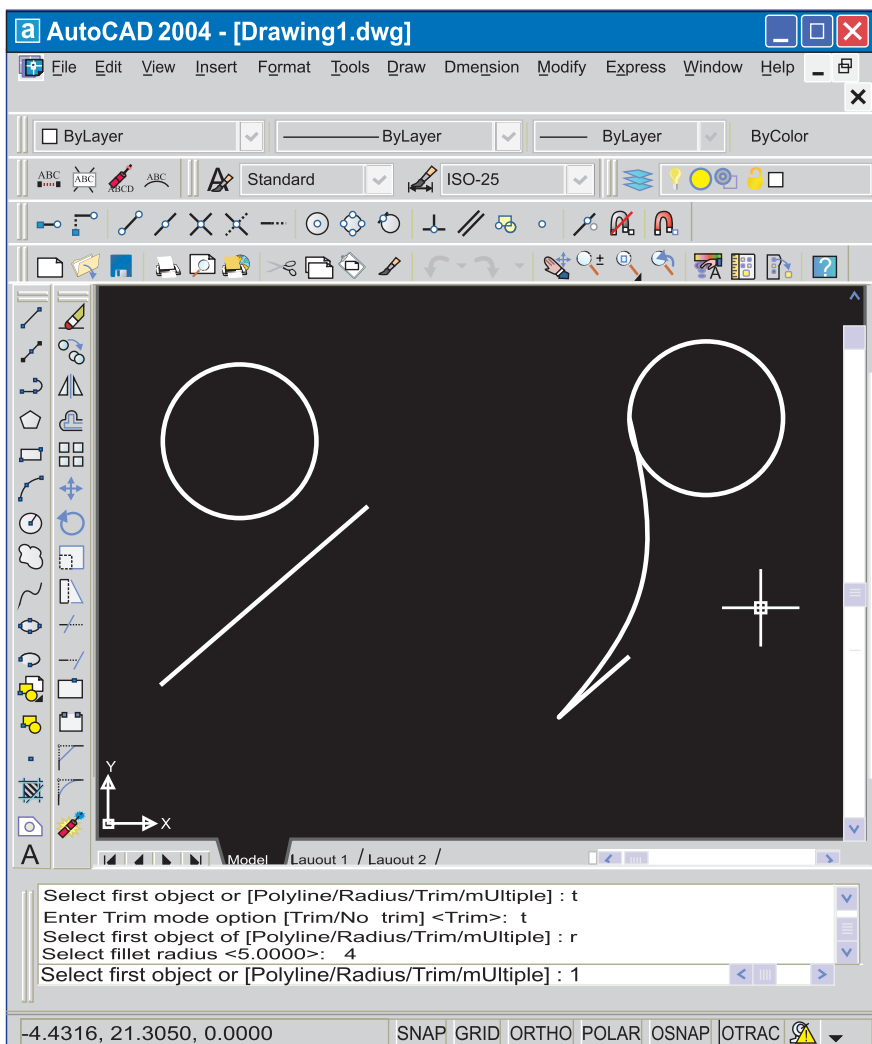 a AutoCAD 2004 - [Drawing1.dwg]
File Edit View Insert Format Tools Draw Dmension Modify Express Window Help
ByLayer ByLayer ByLayer ByColor
ABC ABC ABCD ABC A Standard ISO-25
A ?
Y
X
A
Model Lauout 1 / Lauout 2 /
Select first object or [Polyline/Radius/Trim/mUltiple] : t
Enter Trim mode option [Trim/No trim] <Trim>: t
Select first object of [Polyline/Radius/Trim/mUltiple] : r
Select fillet radius <5.0000>: 4
Select first object or [Polyline/Radius/Trim/mUltiple] : 1
-4.4316, 21.3050, 0.0000 SNAP GRID ORTHO POLAR OSNAP OTRAC